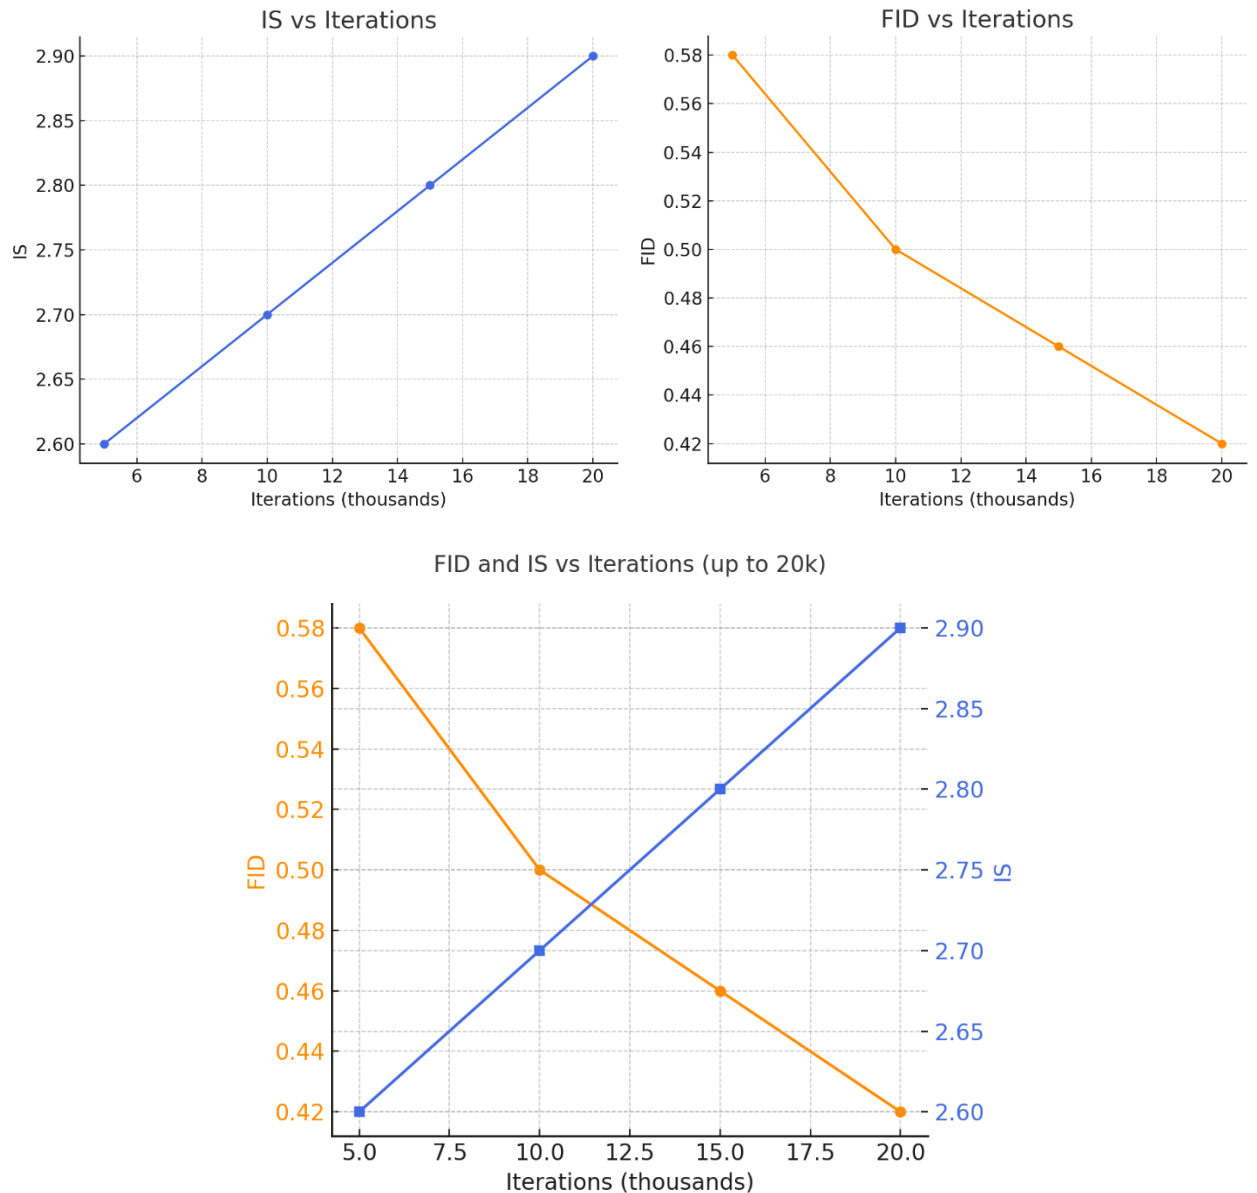 IS vs Iterations
2.90
2.85
2.80
2.75
2.70
2.65
2.60
IS
6 8 10 12 14 16 18 20
Iterations (thousands)
FID vs Iterations
0.58
0.56
0.54
0.52
0.50
0.48
0.46
0.44
0.42
FID
6 8 10 12 14 16 18 20
Iterations (thousands)
FID and IS vs Iterations (up to 20k)
0.58
0.56
0.54
0.52
0.50
0.48
0.46
0.44
0.42
FID
2.90
2.85
2.80
2.75
2.70
2.65
2.60
IS
5.0 7.5 10.0 12.5 15.0 17.5 20.0
Iterations (thousands)